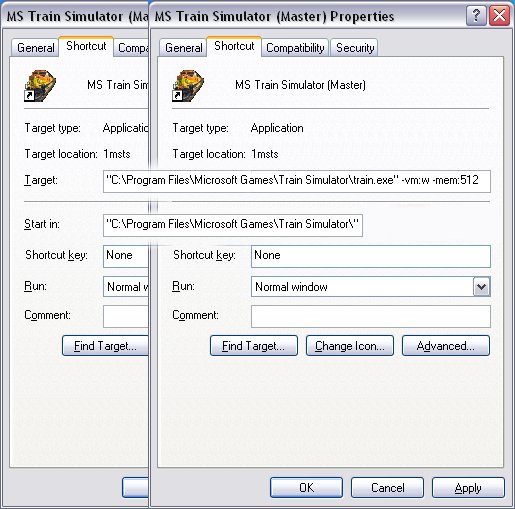 MS Train Simulator (Ma
MS Train Simulator (Master) Properties
General Shortcut Compa
General Shortcut Compatibility Security
MS Train Sim
MS Train Simulator (Master)
Target type: Application
Target type: Application
Target location: 1msts
Target location: 1msts
Target: "C:\Program Files\Microsoft Games\Train Simulator\train.exe" -vm:w -mem:512
Start in: "C:\Program Files\Microsoft Games\Train Simulator\"
Shortcut key: None
Shortcut key: None
Run: Normal w
Run: Normal window
Comment:
Comment:
Find Target...
Find Target... Change Icon... Advanced...
OK Cancel Apply